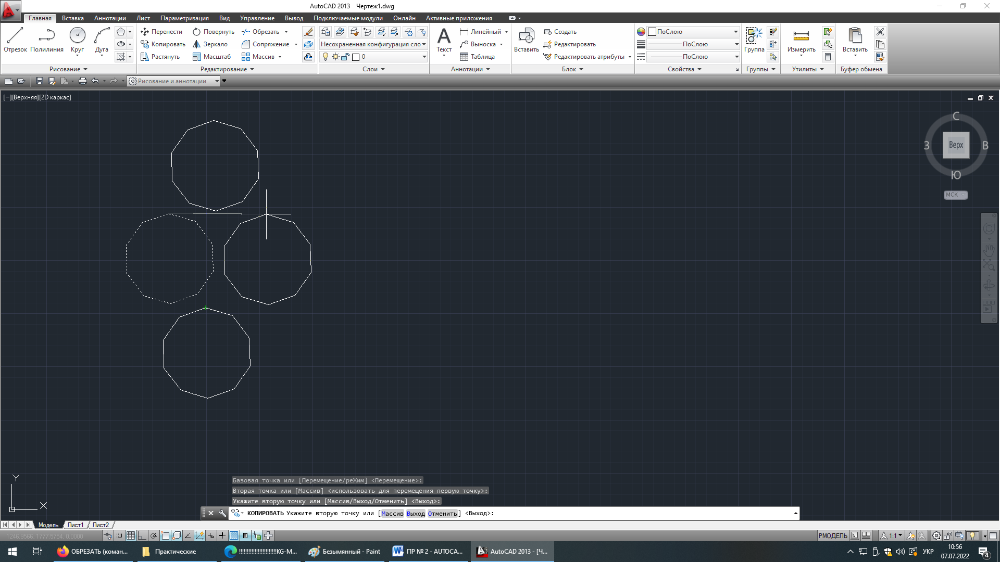 AutoCAD 2013 Чертеж1.dwg
Главная Вставка Аннотации Лист Параметризация Вид Управление Вывод Подключаемые модули Онлайн Активные приложения
Отрезок Полилиния Круг Дуга
Рисование
Перенести Повернуть Обрезать
Копировать Зеркало Сопряжение
Растянуть Масштаб Массив
Редактирование
Несохраненная конфигурация сло
0
Слои
Текст
Линейный
Выноска
Таблица
Аннотации
Вставить
Создать
Редактировать
Редактировать атрибуты
Блок
ПоСлою
ПоСлою
ПоСлою
Свойства
Группа
Группы
Измерить
Утилиты
Вставить
Буфер обмена
Рисование и аннотации
[−][Верхняя][2D каркас]
С
З Верх В
Ю
МСК
Y
X
Базовая точка или [Перемещение/реЖим] <Перемещение>:
Вторая точка или [Массив] <использовать для перемещения первую точку>:
Укажите вторую точку или [Массив/Выход/Отменить] <Выход>:
КОПИРОВАТЬ Укажите вторую точку или [Массив Выход Отменить] <Выход>:
Модель Лист1 Лист2
1246.9566, 1777.5754, 0.0000
РМОДЕЛЬ 1:1
ОБРЕЗАТЬ (коман... Практические !!!!!!!!!!!!!!!!!!!!!!!!!KG-M... Безымянный - Paint ПР № 2 - AUTOCA... AutoCAD 2013 - [Ч...
УКР
10:56
07.07.2022
4